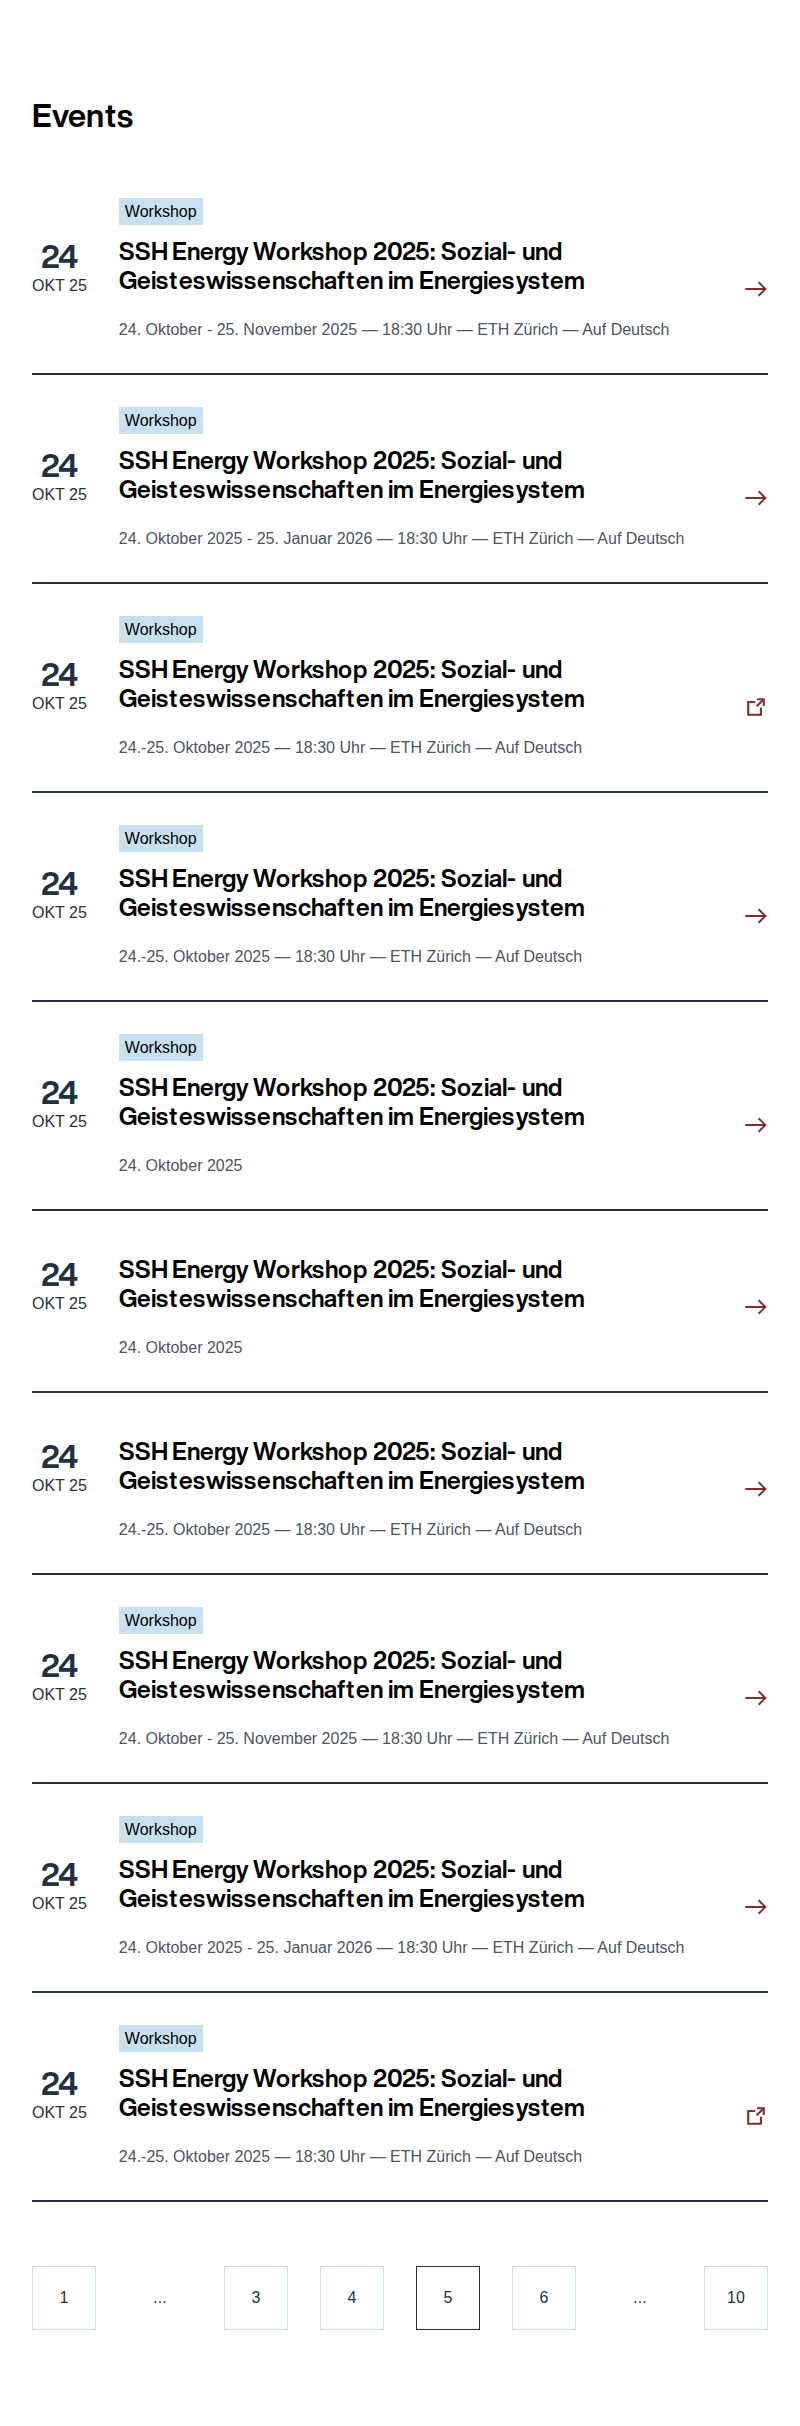 Events
Workshop
24
OKT 25
SSH Energy Workshop 2025: Sozial- und
Geisteswissenschaften im Energiesystem
24. Oktober - 25. November 2025 — 18:30 Uhr — ETH Zürich — Auf Deutsch
Workshop
24
OKT 25
SSH Energy Workshop 2025: Sozial- und
Geisteswissenschaften im Energiesystem
24. Oktober 2025 - 25. Januar 2026 — 18:30 Uhr — ETH Zürich — Auf Deutsch
Workshop
24
OKT 25
SSH Energy Workshop 2025: Sozial- und
Geisteswissenschaften im Energiesystem
24.-25. Oktober 2025 — 18:30 Uhr — ETH Zürich — Auf Deutsch
Workshop
24
OKT 25
SSH Energy Workshop 2025: Sozial- und
Geisteswissenschaften im Energiesystem
24.-25. Oktober 2025 — 18:30 Uhr — ETH Zürich — Auf Deutsch
Workshop
24
OKT 25
SSH Energy Workshop 2025: Sozial- und
Geisteswissenschaften im Energiesystem
24. Oktober 2025
24
OKT 25
SSH Energy Workshop 2025: Sozial- und
Geisteswissenschaften im Energiesystem
24. Oktober 2025
24
OKT 25
SSH Energy Workshop 2025: Sozial- und
Geisteswissenschaften im Energiesystem
24.-25. Oktober 2025 — 18:30 Uhr — ETH Zürich — Auf Deutsch
Workshop
24
OKT 25
SSH Energy Workshop 2025: Sozial- und
Geisteswissenschaften im Energiesystem
24. Oktober - 25. November 2025 — 18:30 Uhr — ETH Zürich — Auf Deutsch
Workshop
24
OKT 25
SSH Energy Workshop 2025: Sozial- und
Geisteswissenschaften im Energiesystem
24. Oktober 2025 - 25. Januar 2026 — 18:30 Uhr — ETH Zürich — Auf Deutsch
Workshop
24
OKT 25
SSH Energy Workshop 2025: Sozial- und
Geisteswissenschaften im Energiesystem
24.-25. Oktober 2025 — 18:30 Uhr — ETH Zürich — Auf Deutsch
1 ... 3 4 5 6 ... 10